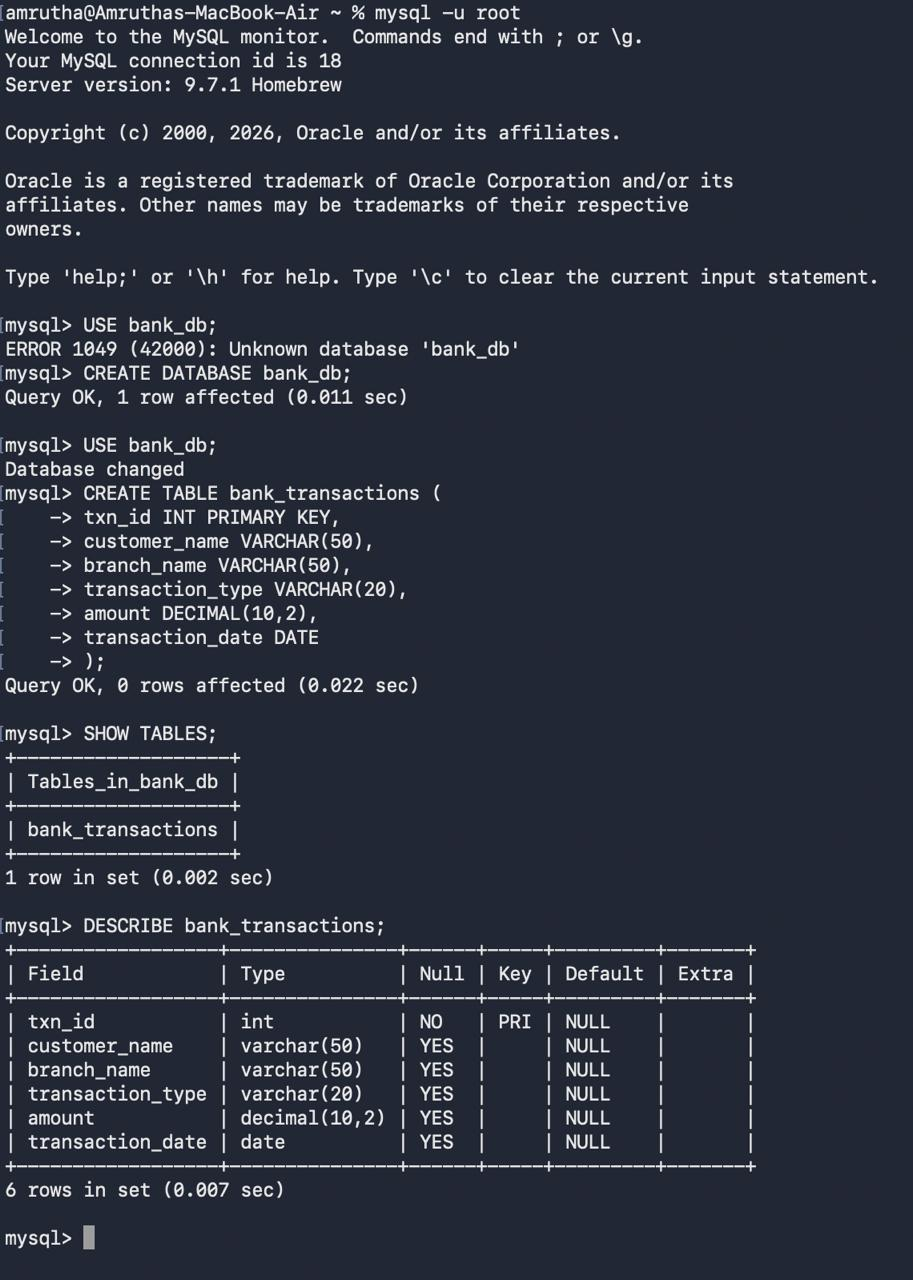 [amrutha@Amruthas-MacBook-Air ~ % mysql -u root
Welcome to the MySQL monitor.  Commands end with ; or \g.
Your MySQL connection id is 18
Server version: 9.7.1 Homebrew

Copyright (c) 2000, 2026, Oracle and/or its affiliates.

Oracle is a registered trademark of Oracle Corporation and/or its
affiliates. Other names may be trademarks of their respective
owners.

Type 'help;' or '\h' for help. Type '\c' to clear the current input statement.

[mysql> USE bank_db;
ERROR 1049 (42000): Unknown database 'bank_db'
[mysql> CREATE DATABASE bank_db;
Query OK, 1 row affected (0.011 sec)

[mysql> USE bank_db;
Database changed
[mysql> CREATE TABLE bank_transactions (
[    -> txn_id INT PRIMARY KEY,
[    -> customer_name VARCHAR(50),
[    -> branch_name VARCHAR(50),
[    -> transaction_type VARCHAR(20),
[    -> amount DECIMAL(10,2),
[    -> transaction_date DATE
[    -> );
Query OK, 0 rows affected (0.022 sec)

[mysql> SHOW TABLES;
+-------------------+
| Tables_in_bank_db |
+-------------------+
| bank_transactions |
+-------------------+
1 row in set (0.002 sec)

[mysql> DESCRIBE bank_transactions;
+------------------+---------------+------+-----+---------+-------+
| Field            | Type          | Null | Key | Default | Extra |
+------------------+---------------+------+-----+---------+-------+
| txn_id           | int           | NO   | PRI | NULL    |       |
| customer_name    | varchar(50)   | YES  |     | NULL    |       |
| branch_name      | varchar(50)   | YES  |     | NULL    |       |
| transaction_type | varchar(20)   | YES  |     | NULL    |       |
| amount           | decimal(10,2) | YES  |     | NULL    |       |
| transaction_date | date          | YES  |     | NULL    |       |
+------------------+---------------+------+-----+---------+-------+
6 rows in set (0.007 sec)

mysql>